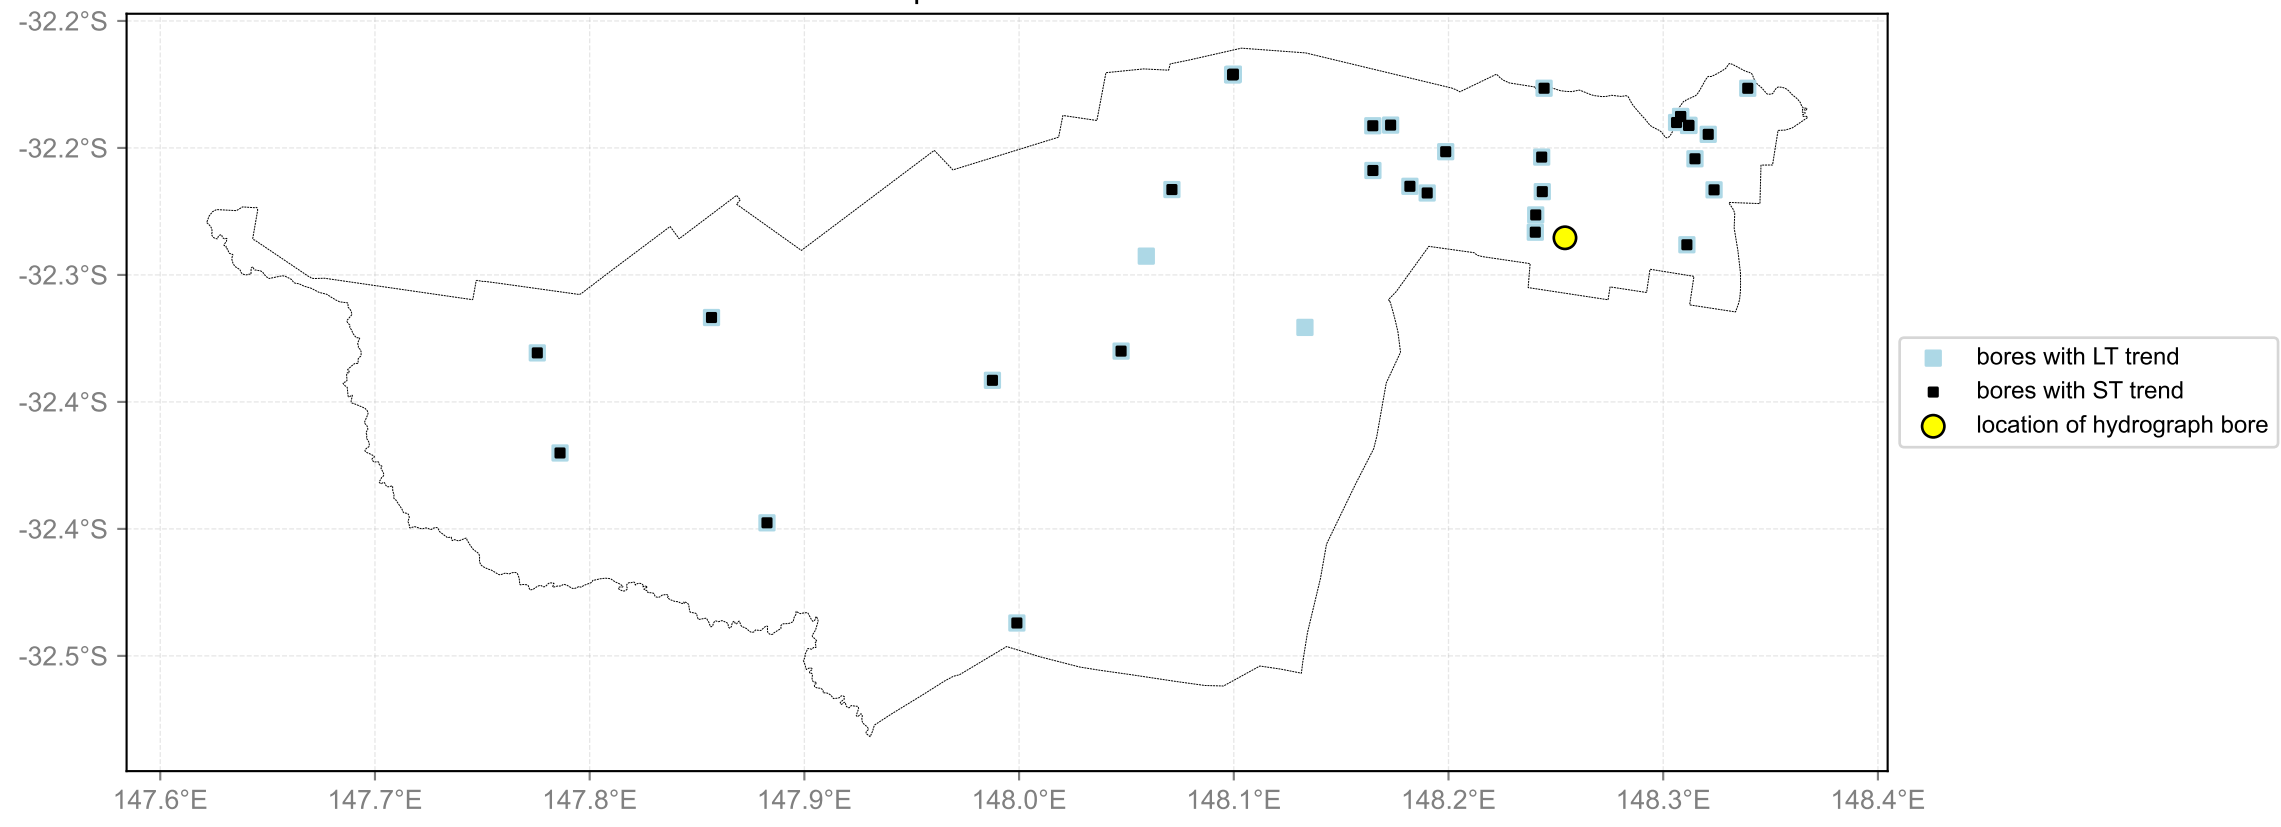 -32.2°S
-32.2°S
-32.3°S
-32.4°S
-32.4°S
-32.5°S
147.6°E 147.7°E 147.8°E 147.9°E 148.0°E 148.1°E 148.2°E 148.3°E 148.4°E
bores with LT trend
bores with ST trend
location of hydrograph bore